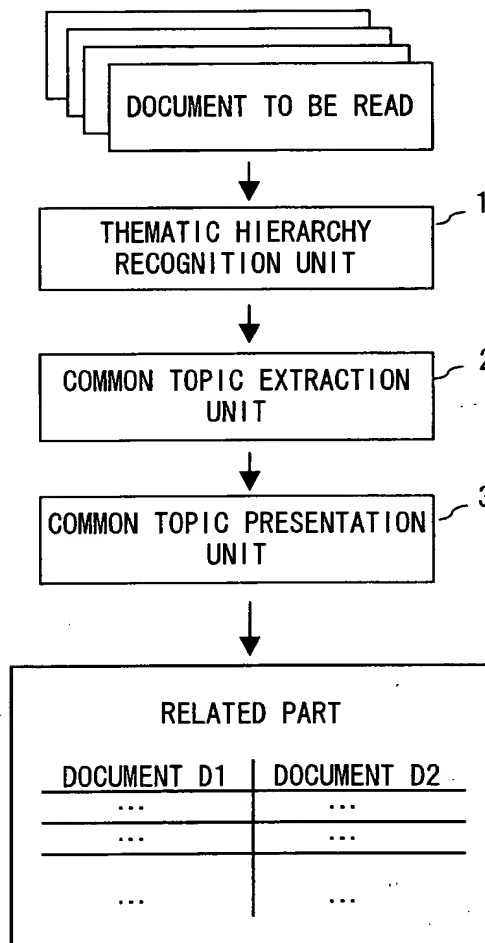 DOCUMENT TO BE READ
1
THEMATIC HIERARCHY
RECOGNITION UNIT
2
COMMON TOPIC EXTRACTION
UNIT
3
COMMON TOPIC PRESENTATION
UNIT
RELATED PART
DOCUMENT D1 DOCUMENT D2
... ...
... ...
... ...